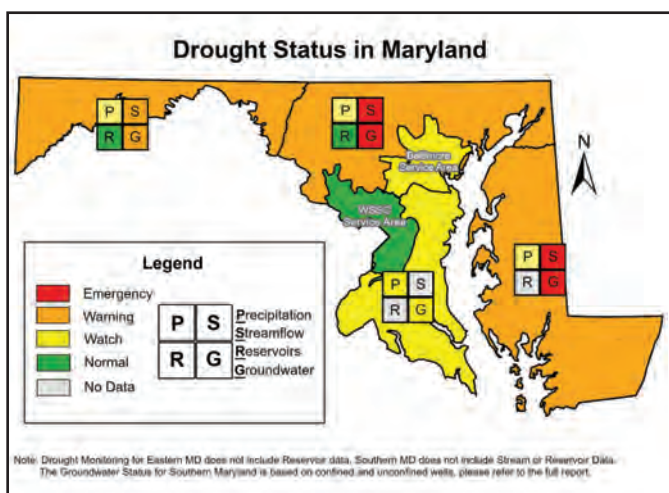 Drought Status in Maryland
P S
R G
P S
R G
Baltimore
Service Area
N
WSSC
Service Area
P S
R G
P S
R G
Legend
Emergency
Warning
Watch
Normal
No Data
P S
R G
Precipitation
Streamflow
Reservoirs
Groundwater
Note: Drought Monitoring for Eastern MD does not include Reservoir data, Southern MD does not include Stream or Reservoir Data.
The Groundwater Status for Southern Maryland is based on confined and unconfined wells, please refer to the full report.